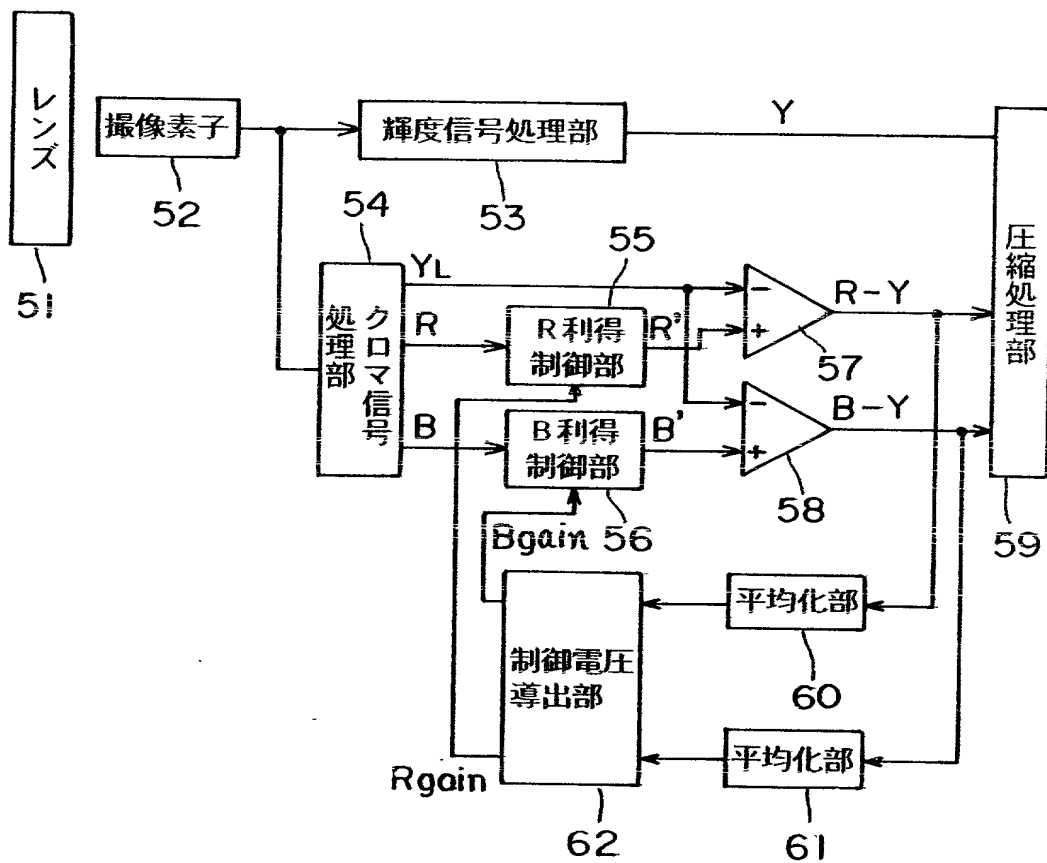 レンズ
51
撮像素子
52
輝度信号処理部
53
Y
54
クロマ信号
処理部
YL
R
B
55
R利得
制御部
R'
B利得
制御部
B'
Bgain
56
-
+
57
R-Y
-
+
58
B-Y
圧縮処理部
59
平均化部
60
平均化部
61
制御電圧
導出部
62
Rgain